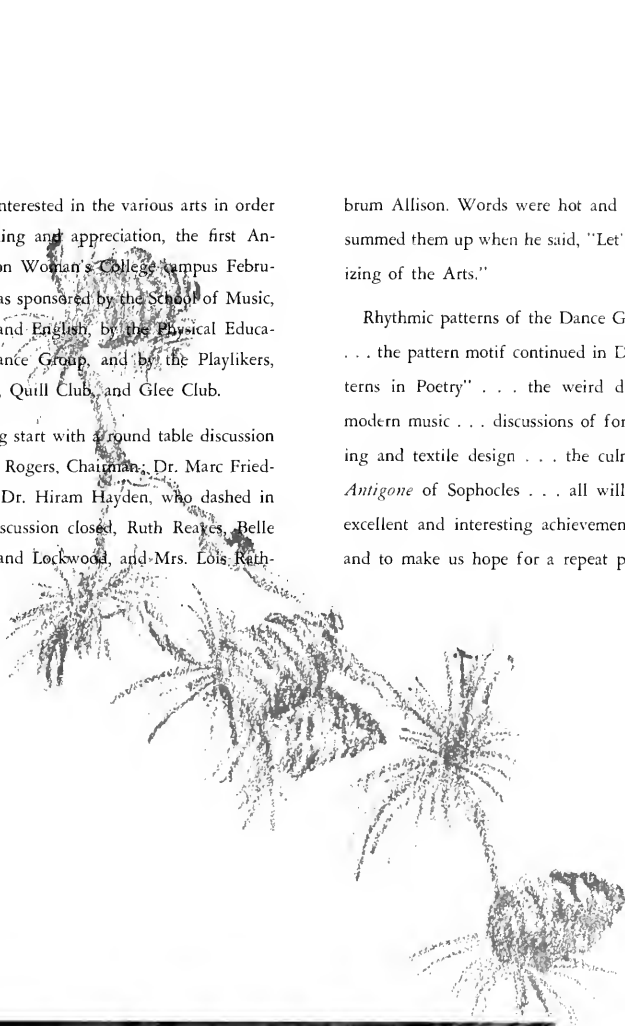 nterested in the various arts in order
ing and appreciation, the first An-
on Woman's College campus Febru-
as sponsored by the School of Music,
and English, by the Physical Educa-
ance Group, and by the Playlikers,
, Quill Club, and Glee Club.
g start with a round table discussion
Rogers, Chairman; Dr. Marc Fried-
Dr. Hiram Hayden, who dashed in
scussion closed, Ruth Reaves, Belle
and Lockwood, and Mrs. Lois Rath-
brum Allison. Words were hot and
summed them up when he said, "Let'
izing of the Arts."
Rhythmic patterns of the Dance G
. . . the pattern motif continued in D
terns in Poetry" . . . the weird d
modern music . . . discussions of for
ing and textile design . . . the culr
Antigone of Sophocles . . . all will
excellent and interesting achievemen
and to make us hope for a repeat p